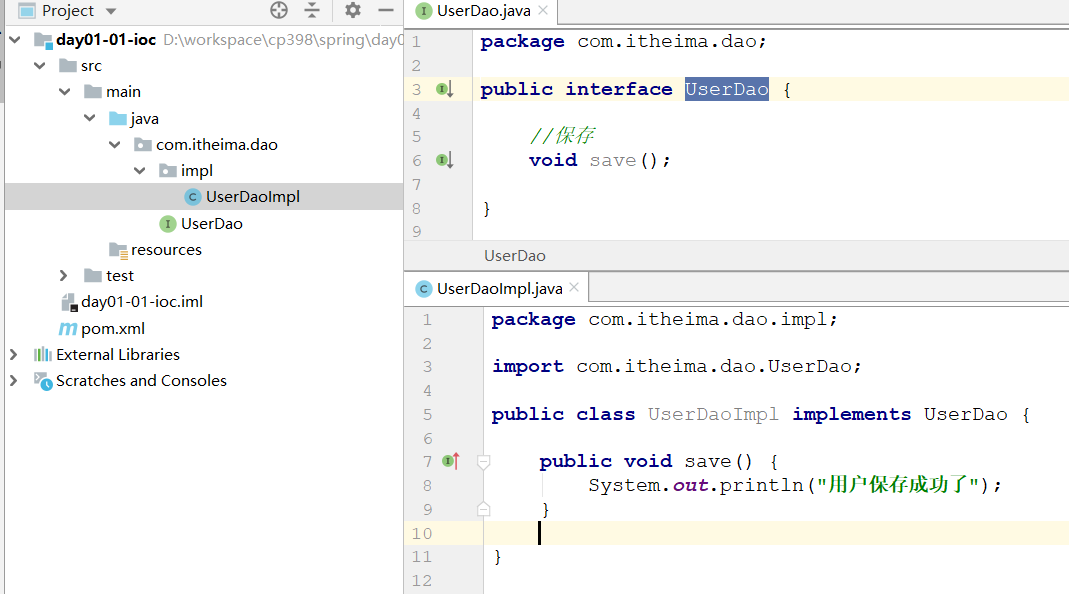 Project
day01-01-ioc D:\workspace\cp398\spring\day0
src
main
java
com.itheima.dao
impl
UserDaoImpl
UserDao
resources
test
day01-01-ioc.iml
pom.xml
External Libraries
Scratches and Consoles
UserDao.java
1 package com.itheima.dao;
2
3 public interface UserDao {
4
5 //保存
6 void save();
7
8 }
9
UserDao
UserDaoImpl.java
1 package com.itheima.dao.impl;
2
3 import com.itheima.dao.UserDao;
4
5 public class UserDaoImpl implements UserDao {
6
7 public void save() {
8 System.out.println("用户保存成功了");
9 }
10
11 }
12